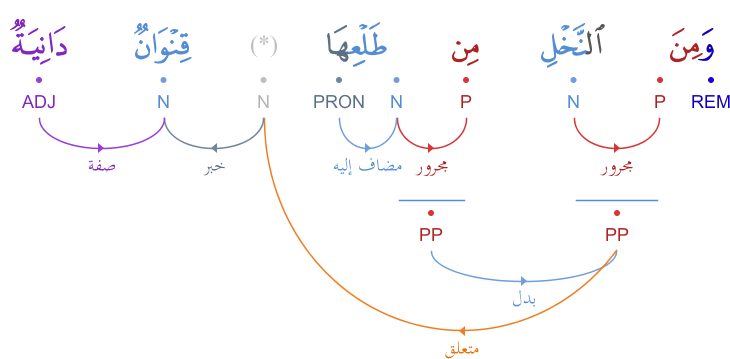 وَمِنَ ٱلنَّخْلِ مِن طَلْعِهَا (*) قِنْوَانٌ دَانِيَةٌ
REM P N P N PRON N N ADJ
مجرور مجرور مضاف إليه خبر صفة
PP PP
بدل
متعلق